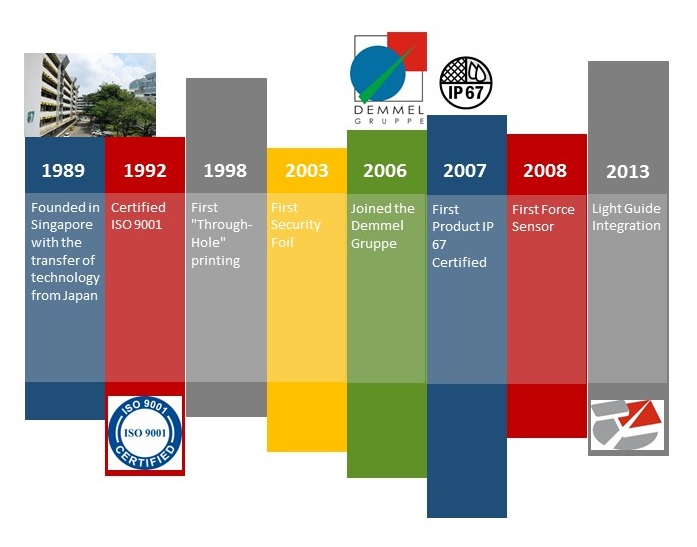 DEMMEL
GRUPPE
IP 67
67
1989
Founded in
Singapore
with the
transfer of
technology
from Japan
1992
Certified
ISO 9001
1998
First
"Through-
Hole"
printing
2003
First
Security
Foil
2006
Joined the
Demmel
Gruppe
2007
First
Product IP
67
Certified
2008
First Force
Sensor
2013
Light Guide
Integration
ISO 9001
ISO 9001
CERTIFIED